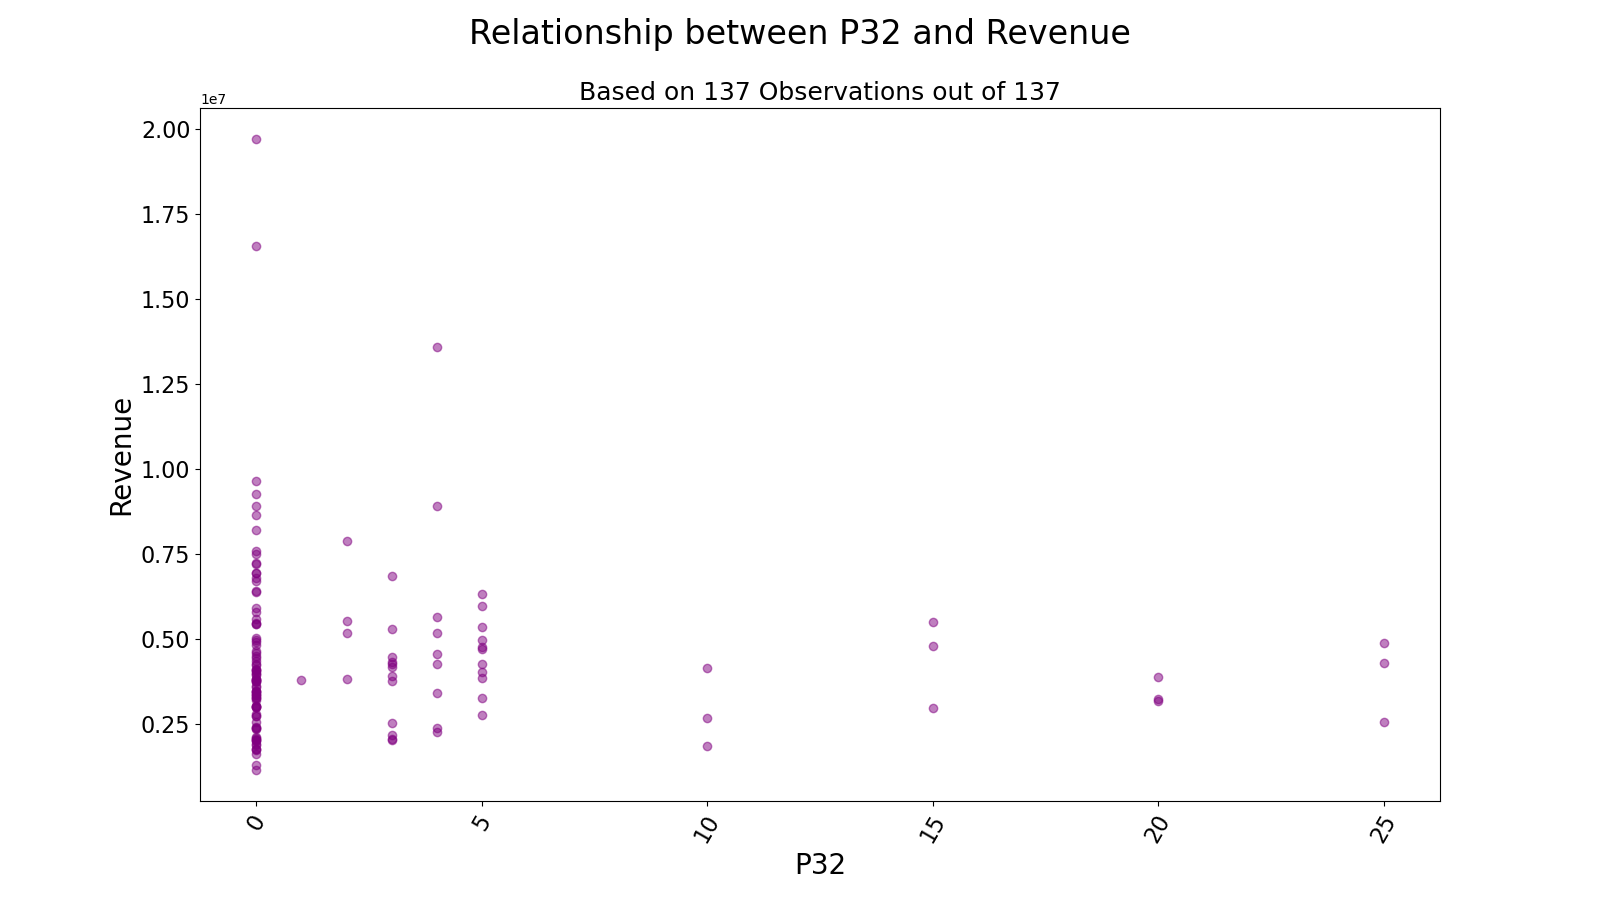 Relationship between P32 and Revenue
Based on 137 Observations out of 137
1e7
2.00
1.75
1.50
1.25
1.00
0.75
0.50
0.25
Revenue
0 5 10 15 20 25
P32